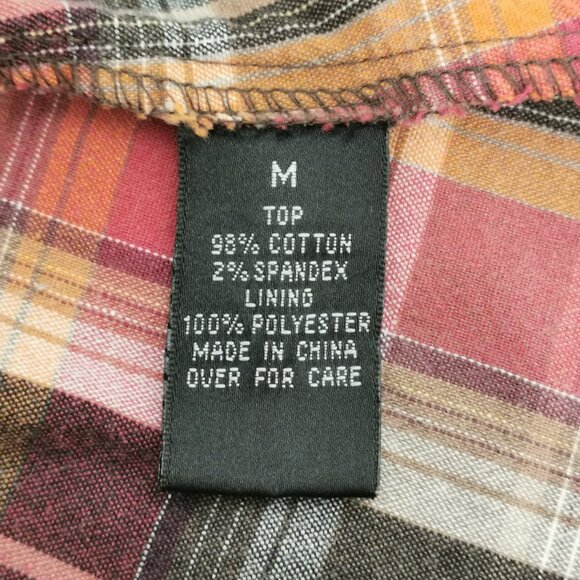 M
TOP
98% COTTON
2% SPANDEX
LINING
100% POLYESTER
MADE IN CHINA
OVER FOR CARE